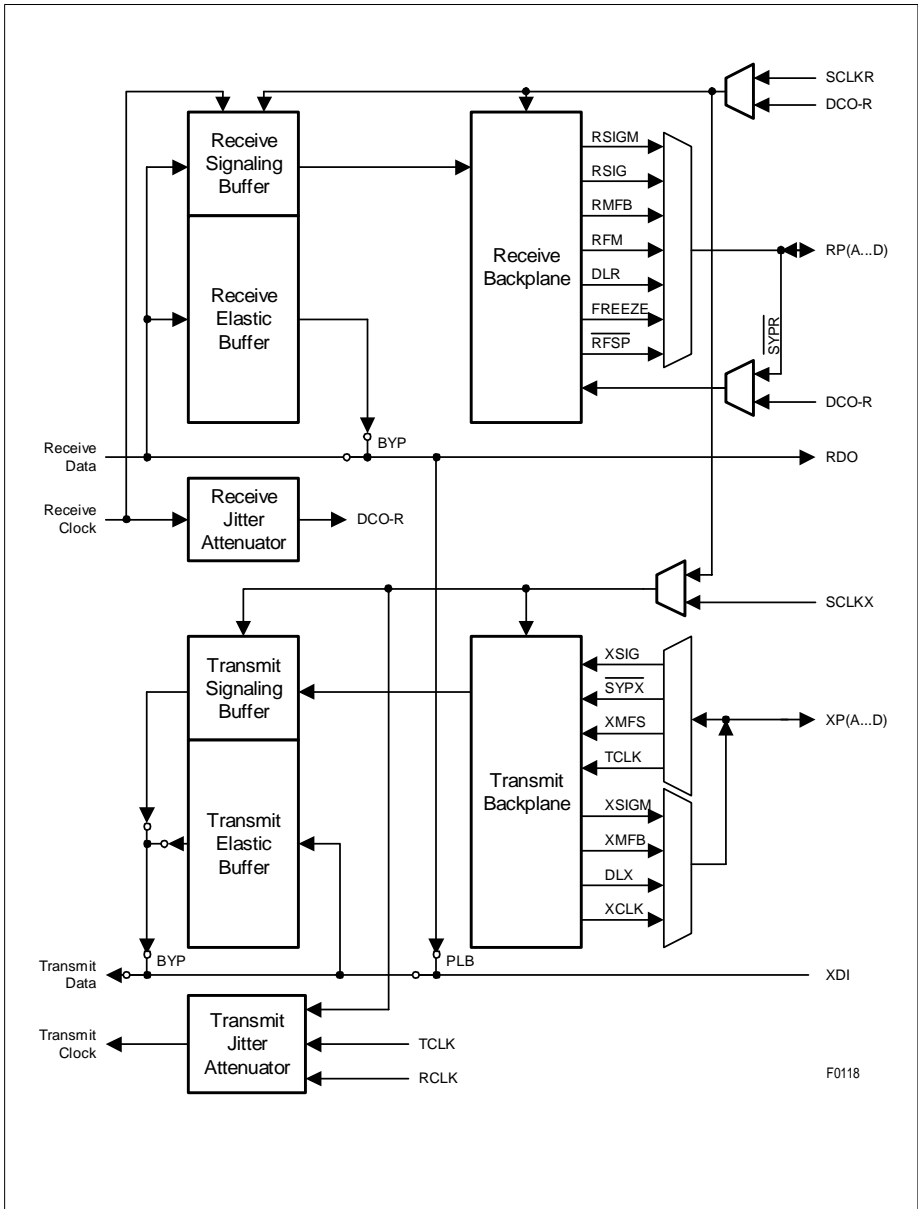 SCLKR
DCO-R
Receive
Signaling
Buffer
Receive
Elastic
Buffer
Receive
Backplane
RSIGM
RSIG
RMFB
RFM
DLR
FREEZE
RFSP
RP(A...D)
SYPR
DCO-R
BYP
Receive
Data
RDO
Receive
Clock
Receive
Jitter
Attenuator
DCO-R
SCLKX
Transmit
Signaling
Buffer
Transmit
Elastic
Buffer
Transmit
Backplane
XSIG
SYPX
XMFS
TCLK
XSIGM
XMFB
DLX
XCLK
XP(A...D)
BYP
PLB
Transmit
Data
XDI
Transmit
Clock
Transmit
Jitter
Attenuator
TCLK
RCLK
F0118